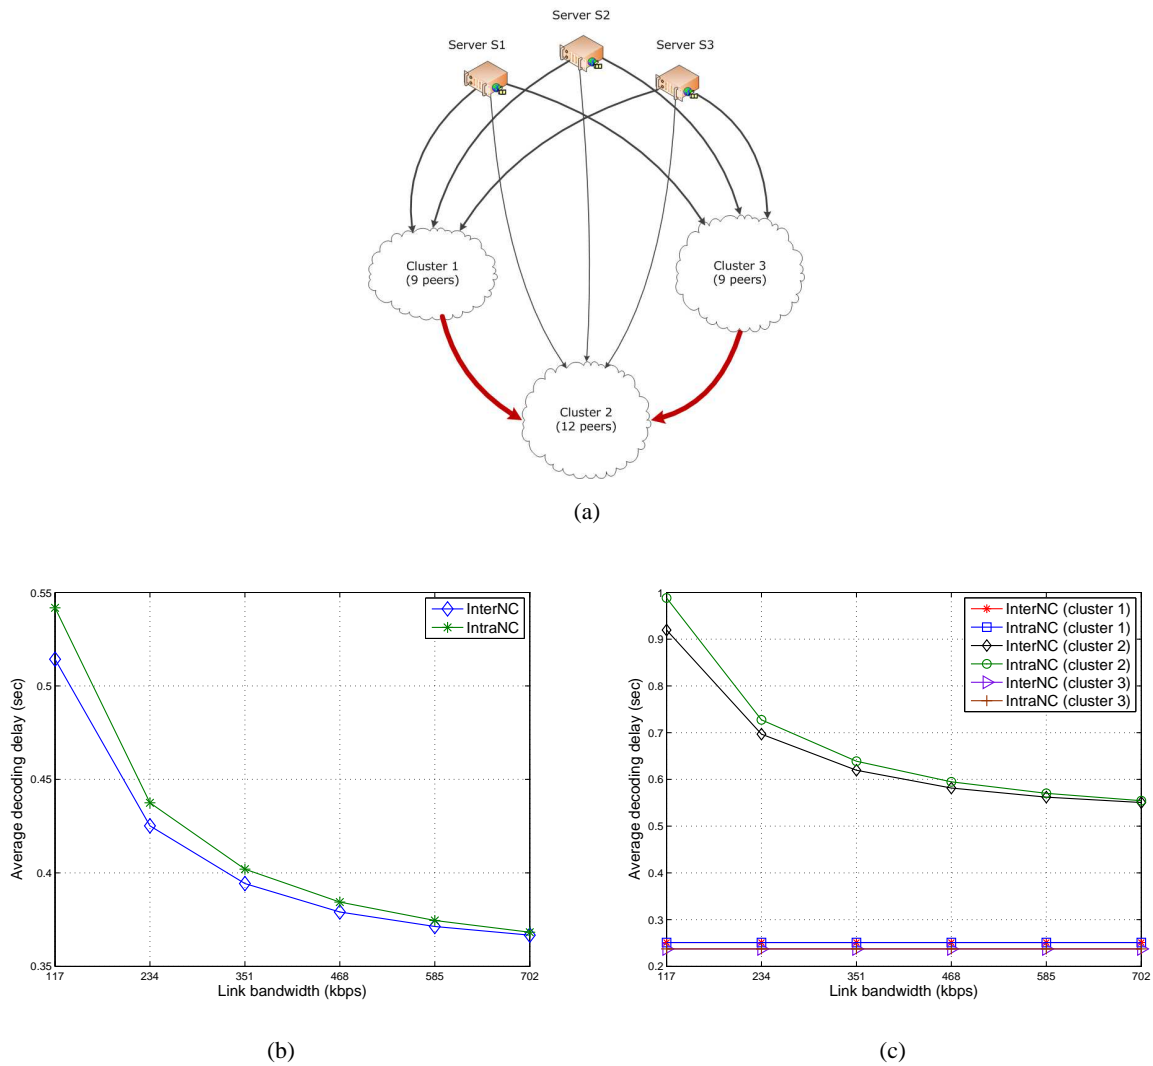 Server S2
Server S1
Server S3
Cluster 1
(9 peers)
Cluster 3
(9 peers)
Cluster 2
(12 peers)
(a)
0.55
0.5
0.45
0.4
0.35
117 234 351 468 585 702
Average decoding delay (sec)
Link bandwidth (kbps)
InterNC
IntraNC
(b)
1
0.9
0.8
0.7
0.6
0.5
0.4
0.3
0.2
117 234 351 468 585 702
Average decoding delay (sec)
Link bandwidth (kbps)
InterNC (cluster 1)
IntraNC (cluster 1)
InterNC (cluster 2)
IntraNC (cluster 2)
InterNC (cluster 3)
IntraNC (cluster 3)
(c)